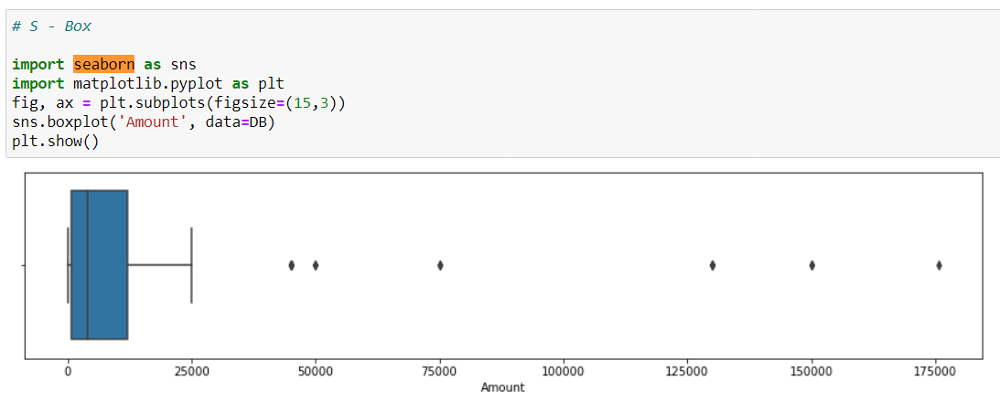 # S - Box
import seaborn as sns
import matplotlib.pyplot as plt
fig, ax = plt.subplots(figsize=(15,3))
sns.boxplot('Amount', data=DB)
plt.show()
0 25000 50000 75000 100000 125000 150000 175000
Amount